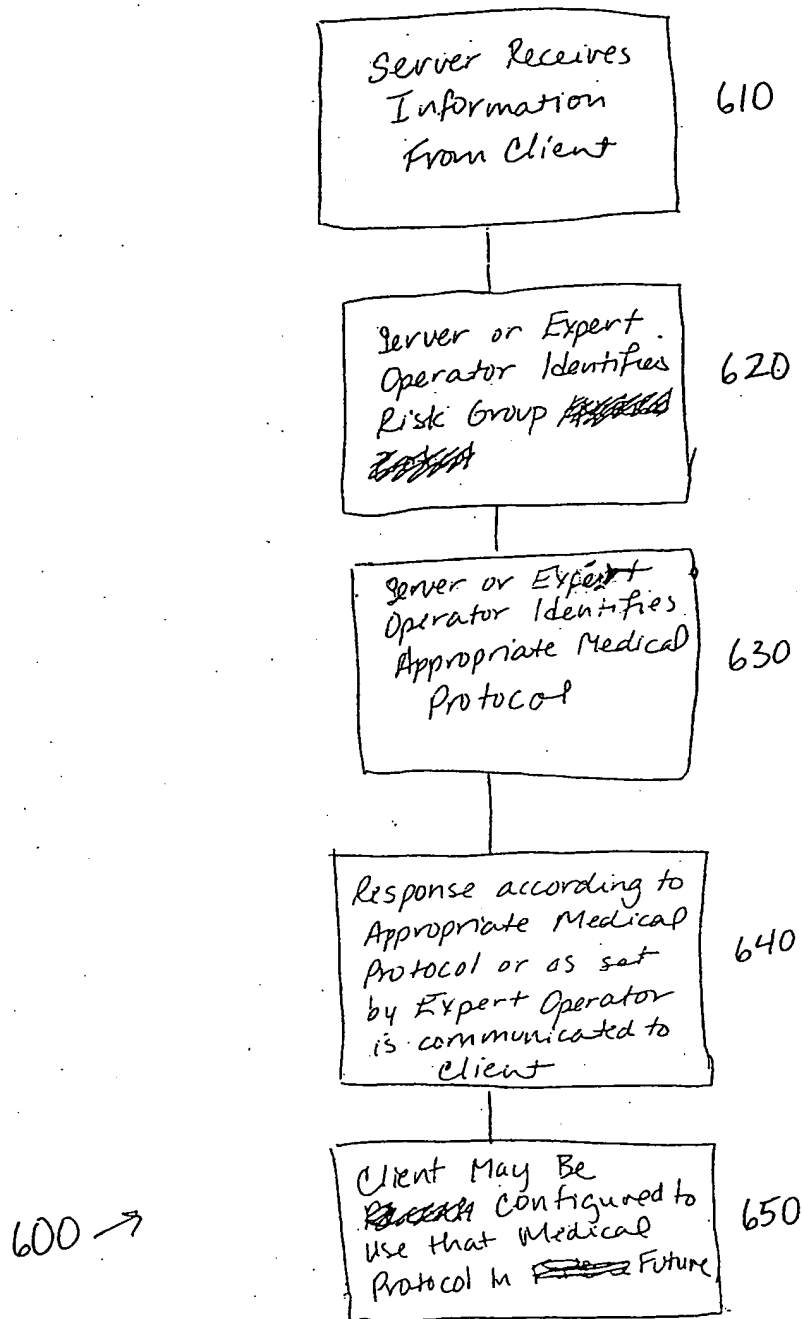 Server Receives
Information
From Client
610
Server or Expert
Operator Identifies
Risk Group
620
Server or Expert
Operator Identifies
Appropriate Medical
Protocol
630
Response according to
Appropriate Medical
Protocol or as set
by Expert Operator
is communicated to
Client
640
Client May Be
configured to
use that Medical
Protocol in Future
650
600